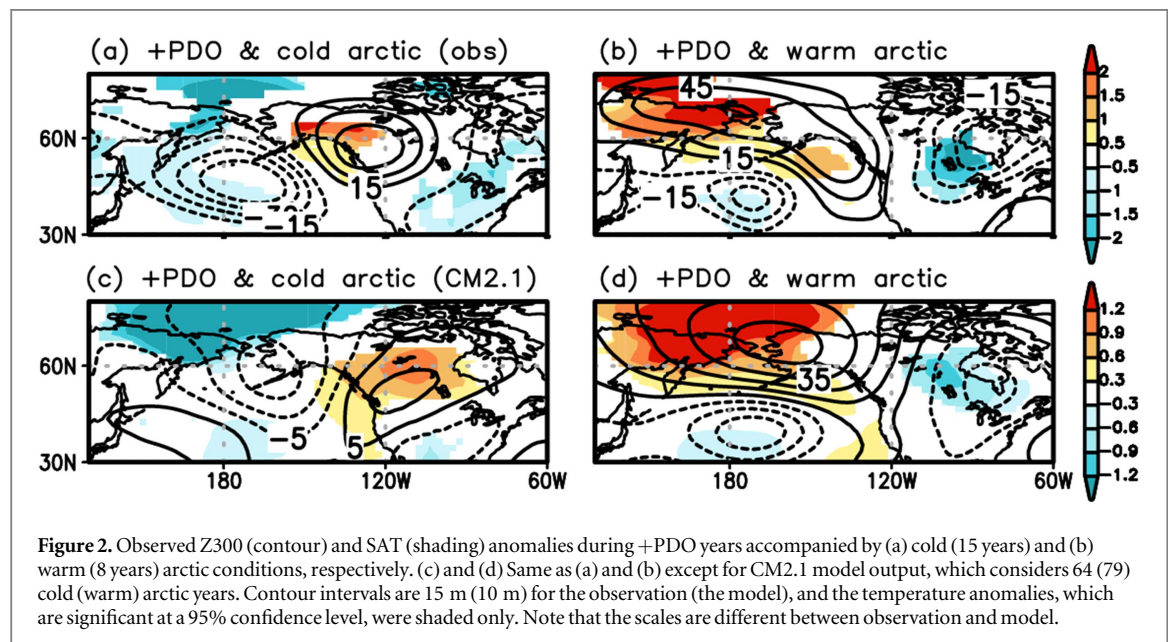 (a) +PDO & cold arctic (obs)
(b) +PDO & warm arctic
60N
30N
15
-15
45
15
-15
-15
2
1.5
1
0.5
-0.5
-1
-1.5
-2
(c) +PDO & cold arctic (CM2.1)
(d) +PDO & warm arctic
60N
30N
-5
5
35
180
120W
60W
180
120W
60W
1.2
0.9
0.6
0.3
-0.3
-0.6
-0.9
-1.2
Figure 2. Observed Z300 (contour) and SAT (shading) anomalies during +PDO years accompanied by (a) cold (15 years) and (b)
warm (8 years) arctic conditions, respectively. (c) and (d) Same as (a) and (b) except for CM2.1 model output, which considers 64 (79)
cold (warm) arctic years. Contour intervals are 15 m (10 m) for the observation (the model), and the temperature anomalies, which
are significant at a 95% confidence level, were shaded only. Note that the scales are different between observation and model.